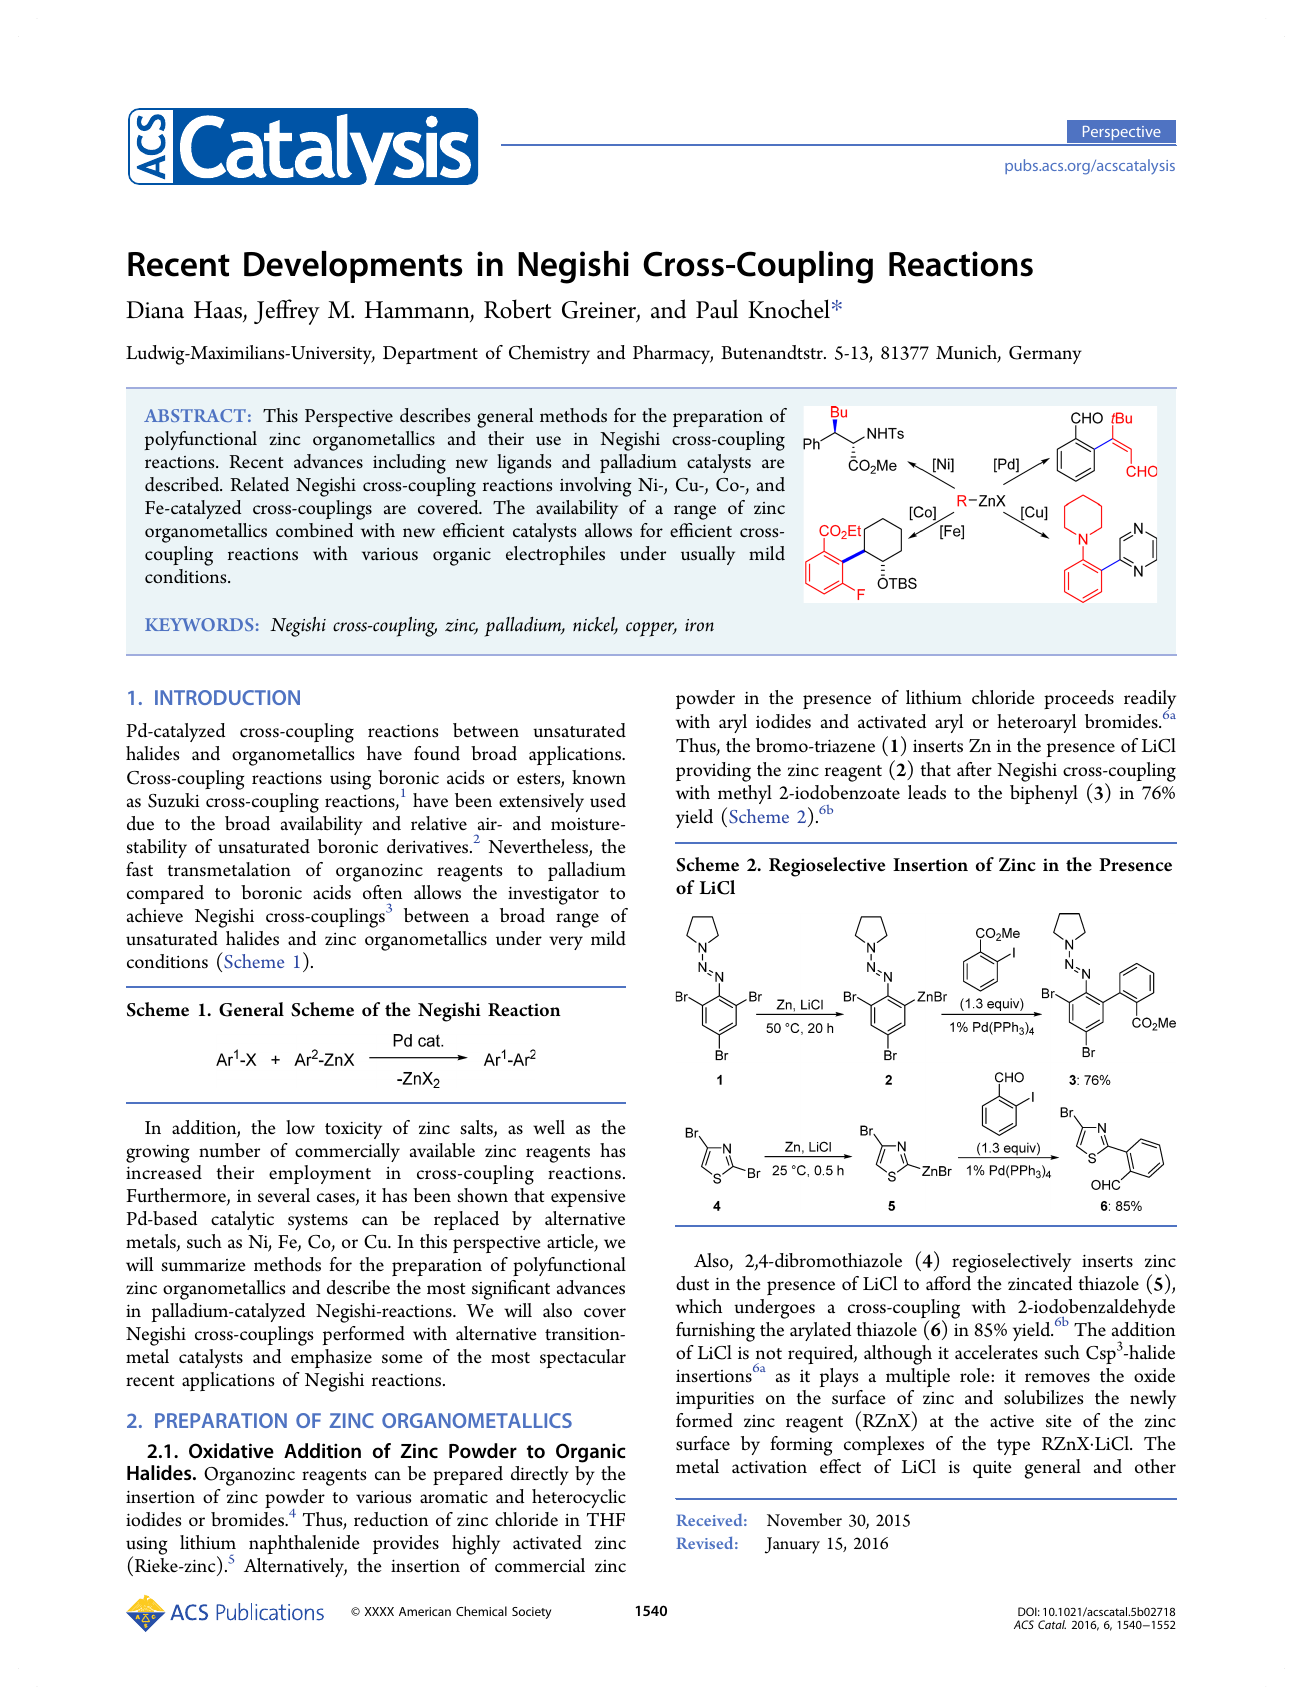 ACS Catalysis
Perspective
pubs.acs.org/acscatalysis
Recent Developments in Negishi Cross-Coupling Reactions
Diana Haas, Jeffrey M. Hammann, Robert Greiner, and Paul Knochel*
Ludwig-Maximilians-University, Department of Chemistry and Pharmacy, Butenandtstr. 5-13, 81377 Munich, Germany
ABSTRACT: This Perspective describes general methods for the preparation of
polyfunctional zinc organometallics and their use in Negishi cross-coupling
reactions. Recent advances including new ligands and palladium catalysts are
described. Related Negishi cross-coupling reactions involving Ni-, Cu-, Co-, and
Fe-catalyzed cross-couplings are covered. The availability of a range of zinc
organometallics combined with new efficient catalysts allows for efficient cross-
coupling reactions with various organic electrophiles under usually mild
conditions.
KEYWORDS: Negishi cross-coupling, zinc, palladium, nickel, copper, iron
Bu
Ph
NHTs
CO2Me
[Ni]
[Pd]
CHO
tBu
CHO
R-ZnX
[Co]
[Fe]
[Cu]
CO2Et
F
OTBS
N
N
N
1. INTRODUCTION
Pd-catalyzed cross-coupling reactions between unsaturated
halides and organometallics have found broad applications.
Cross-coupling reactions using boronic acids or esters, known
as Suzuki cross-coupling reactions,1 have been extensively used
due to the broad availability and relative air- and moisture-
stability of unsaturated boronic derivatives.2 Nevertheless, the
fast transmetalation of organozinc reagents to palladium
compared to boronic acids often allows the investigator to
achieve Negishi cross-couplings3 between a broad range of
unsaturated halides and zinc organometallics under very mild
conditions (Scheme 1).
Scheme 1. General Scheme of the Negishi Reaction
Ar1-X + Ar2-ZnX
Pd cat.
-ZnX2
Ar1-Ar2
In addition, the low toxicity of zinc salts, as well as the
growing number of commercially available zinc reagents has
increased their employment in cross-coupling reactions.
Furthermore, in several cases, it has been shown that expensive
Pd-based catalytic systems can be replaced by alternative
metals, such as Ni, Fe, Co, or Cu. In this perspective article, we
will summarize methods for the preparation of polyfunctional
zinc organometallics and describe the most significant advances
in palladium-catalyzed Negishi-reactions. We will also cover
Negishi cross-couplings performed with alternative transition-
metal catalysts and emphasize some of the most spectacular
recent applications of Negishi reactions.
2. PREPARATION OF ZINC ORGANOMETALLICS
2.1. Oxidative Addition of Zinc Powder to Organic
Halides. Organozinc reagents can be prepared directly by the
insertion of zinc powder to various aromatic and heterocyclic
iodides or bromides.4 Thus, reduction of zinc chloride in THF
using lithium naphthalenide provides highly activated zinc
(Rieke-zinc).5 Alternatively, the insertion of commercial zinc
powder in the presence of lithium chloride proceeds readily
with aryl iodides and activated aryl or heteroaryl bromides.6a
Thus, the bromo-triazene (1) inserts Zn in the presence of LiCl
providing the zinc reagent (2) that after Negishi cross-coupling
with methyl 2-iodobenzoate leads to the biphenyl (3) in 76%
yield (Scheme 2).6b
Scheme 2. Regioselective Insertion of Zinc in the Presence
of LiCl
N
N
N
Br
Br
Br
1
Zn, LiCl
50 °C, 20 h
N
N
N
Br
ZnBr
Br
2
CO2Me
I
(1.3 equiv)
1% Pd(PPh3)4
N
N
N
Br
CO2Me
Br
3: 76%
Br
N
S
Br
4
Zn, LiCl
25 °C, 0.5 h
Br
N
S
ZnBr
5
CHO
I
(1.3 equiv)
1% Pd(PPh3)4
Br
N
S
OHC
6: 85%
Also, 2,4-dibromothiazole (4) regioselectively inserts zinc
dust in the presence of LiCl to afford the zincated thiazole (5),
which undergoes a cross-coupling with 2-iodobenzaldehyde
furnishing the arylated thiazole (6) in 85% yield.6b The addition
of LiCl is not required, although it accelerates such Csp3-halide
insertions6a as it plays a multiple role: it removes the oxide
impurities on the surface of zinc and solubilizes the newly
formed zinc reagent (RZnX) at the active site of the zinc
surface by forming complexes of the type RZnX·LiCl. The
metal activation effect of LiCl is quite general and other
Received: November 30, 2015
Revised: January 15, 2016
ACS Publications
© XXXX American Chemical Society
1540
DOI: 10.1021/acscatal.5b02718
ACS Catal. 2016, 6, 1540−1552